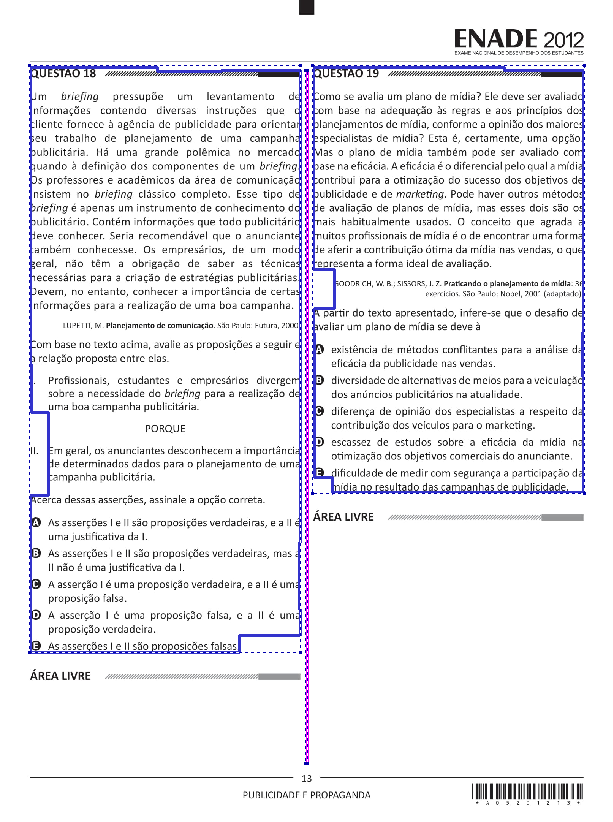 ENADE 2012
EXAME NACIONAL DE DESEMPENHO DOS ESTUDANTES
QUESTÃO 18
Um briefing pressupõe um levantamento de
informações contendo diversas instruções que o
cliente fornece à agência de publicidade para orientar
seu trabalho de planejamento de uma campanha
publicitária. Há uma grande polêmica no mercado
quando à definição dos componentes de um briefing.
Os professores e acadêmicos da área de comunicação
insistem no briefing clássico completo. Esse tipo de
briefing é apenas um instrumento de conhecimento do
publicitário. Contém informações que todo publicitário
deve conhecer. Seria recomendável que o anunciante
também conhecesse. Os empresários, de um modo
geral, não têm a obrigação de saber as técnicas
necessárias para a criação de estratégias publicitárias.
Devem, no entanto, conhecer a importância de certas
informações para a realização de uma boa campanha.
LUPETTI, M. Planejamento de comunicação. São Paulo: Futura, 2000.
Com base no texto acima, avalie as proposições a seguir e
a relação proposta entre elas.
I. Profissionais, estudantes e empresários divergem
sobre a necessidade do briefing para a realização de
uma boa campanha publicitária.
PORQUE
II. Em geral, os anunciantes desconhecem a importância
de determinados dados para o planejamento de uma
campanha publicitária.
Acerca dessas asserções, assinale a opção correta.
A As asserções I e II são proposições verdadeiras, e a II é
uma justificativa da I.
B As asserções I e II são proposições verdadeiras, mas a
II não é uma justificativa da I.
C A asserção I é uma proposição verdadeira, e a II é uma
proposição falsa.
D A asserção I é uma proposição falsa, e a II é uma
proposição verdadeira.
E As asserções I e II são proposições falsas.
ÁREA LIVRE
QUESTÃO 19
Como se avalia um plano de mídia? Ele deve ser avaliado
com base na adequação às regras e aos princípios dos
planejamentos de mídia, conforme a opinião dos maiores
especialistas de mídia? Esta é, certamente, uma opção.
Mas o plano de mídia também pode ser avaliado com
base na eficácia. A eficácia é o diferencial pelo qual a mídia
contribui para a otimização do sucesso dos objetivos de
publicidade e de marketing. Pode haver outros métodos
de avaliação de planos de mídia, mas esses dois são os
mais habitualmente usados. O conceito que agrada a
muitos profissionais de mídia é o de encontrar uma forma
de aferir a contribuição ótima da mídia nas vendas, o que
representa a forma ideal de avaliação.
GOODRICH, W. B.; SISSORS, J. Z. Praticando o planejamento de mídia: 36
exercícios. São Paulo: Nobel, 2001 (adaptado).
A partir do texto apresentado, infere-se que o desafio de
avaliar um plano de mídia se deve à
A existência de métodos conflitantes para a análise da
eficácia da publicidade nas vendas.
B diversidade de alternativas de meios para a veiculação
dos anúncios publicitários na atualidade.
C diferença de opinião dos especialistas a respeito da
contribuição dos veículos para o marketing.
D escassez de estudos sobre a eficácia da mídia na
otimização dos objetivos comerciais do anunciante.
E dificuldade de medir com segurança a participação da
mídia no resultado das campanhas de publicidade.
ÁREA LIVRE
13
PUBLICIDADE E PROPAGANDA
*A0520121 3*